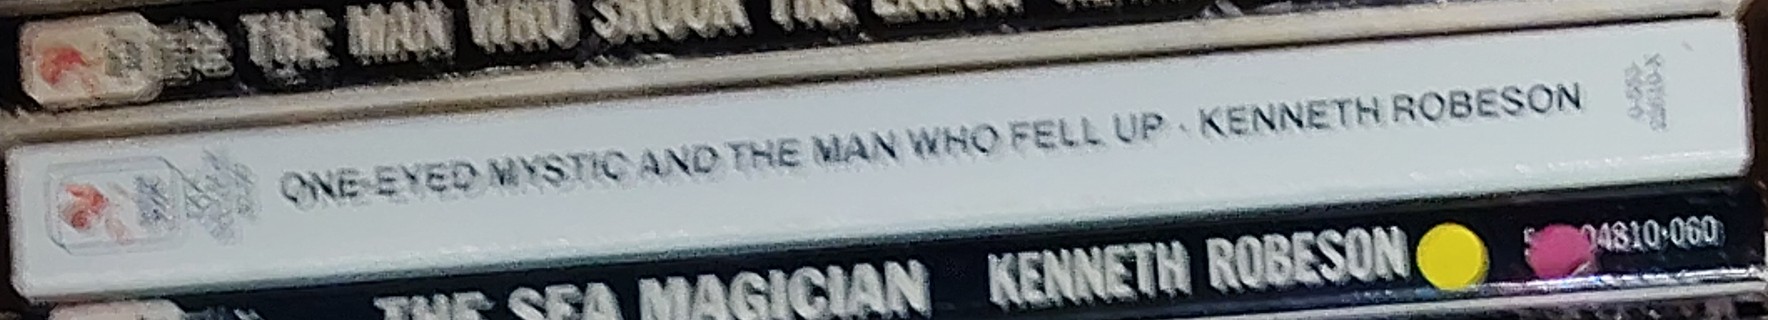 THE MAN WHO SHOOK THE EARTH
ONE-EYED MYSTIC AND THE MAN WHO FELL UP · KENNETH ROBESON
THE SEA MAGICIAN KENNETH ROBESON 04810·060